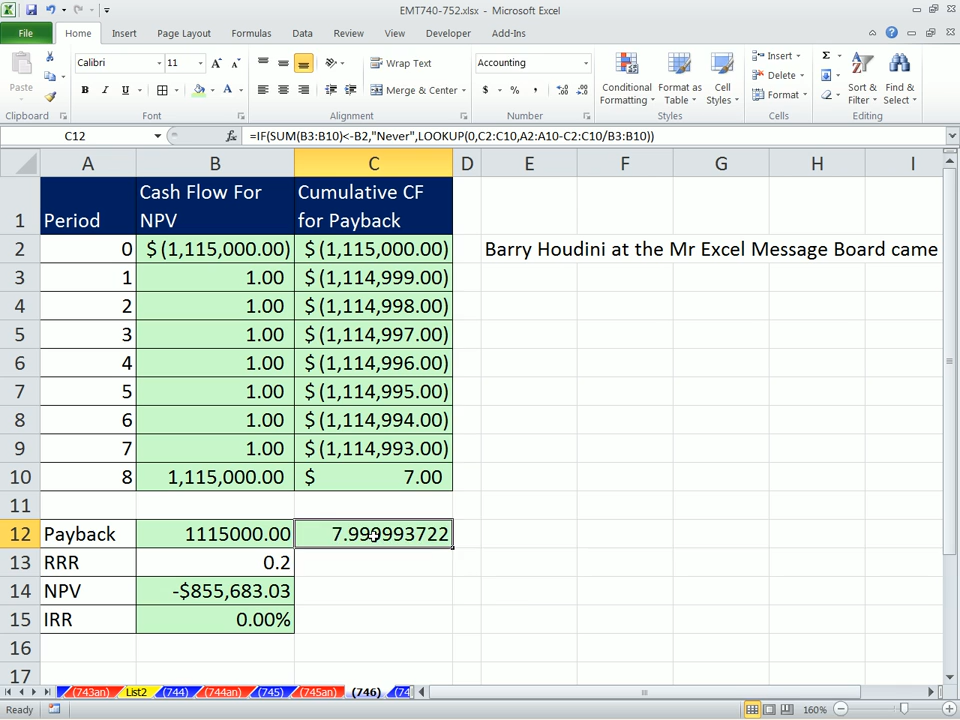 EMT740-752.xlsx - Microsoft Excel
File Home Insert Page Layout Formulas Data Review View Developer Add-Ins
Paste
Clipboard
Calibri 11
B I U
Font
Wrap Text
Merge & Center
Alignment
Accounting
$ % ,
Number
Conditional Formatting
Format as Table
Cell Styles
Styles
Insert
Delete
Format
Cells
Σ
Sort & Filter
Find & Select
Editing
C12 fx =IF(SUM(B3:B10)<-B2,"Never",LOOKUP(0,C2:C10,A2:A10-C2:C10/B3:B10))
A B C D E F G H I
1 Period Cash Flow For NPV Cumulative CF for Payback
2 0 $ (1,115,000.00) $ (1,115,000.00) Barry Houdini at the Mr Excel Message Board came
3 1 1.00 $ (1,114,999.00)
4 2 1.00 $ (1,114,998.00)
5 3 1.00 $ (1,114,997.00)
6 4 1.00 $ (1,114,996.00)
7 5 1.00 $ (1,114,995.00)
8 6 1.00 $ (1,114,994.00)
9 7 1.00 $ (1,114,993.00)
10 8 1,115,000.00 $ 7.00
11
12 Payback 1115000.00 7.999993722
13 RRR 0.2
14 NPV -$855,683.03
15 IRR 0.00%
16
17
(743an) List2 (744) (744an) (745) (745an) (746) (74
Ready 160%